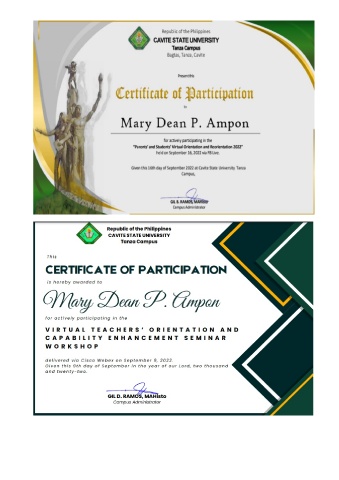 Republic of the Philippines
CAVITE STATE UNIVERSITY
Tanza Campus
Bagtas, Tanza, Cavite
Presents this
Certificate of Participation
to
Mary Dean P. Ampon
for actively participating in the
"Parents' and Students' Virtual Orientation and Reorientation 2022"
held on September 16, 2022 via FB Live.
Given this 16th day of September 2022 at Cavite State University, Tanza
Campus,
GIL D. RAMOS, MAHisto
Campus Administrator
Republic of the Philippines
CAVITE STATE UNIVERSITY
Tanza Campus
This
CERTIFICATE OF PARTICIPATION
is hereby awarded to
Mary Dean P. Ampon
for actively participating in the
VIRTUAL TEACHERS' ORIENTATION AND
CAPABILITY ENHANCEMENT SEMINAR
WORKSHOP
delivered via Cisco Webex on September 9, 2022.
Given this 9th day of September in the year of our Lord, two thousand
and twenty-two.
GIL D. RAMOS, MAHisto
Campus Administrator